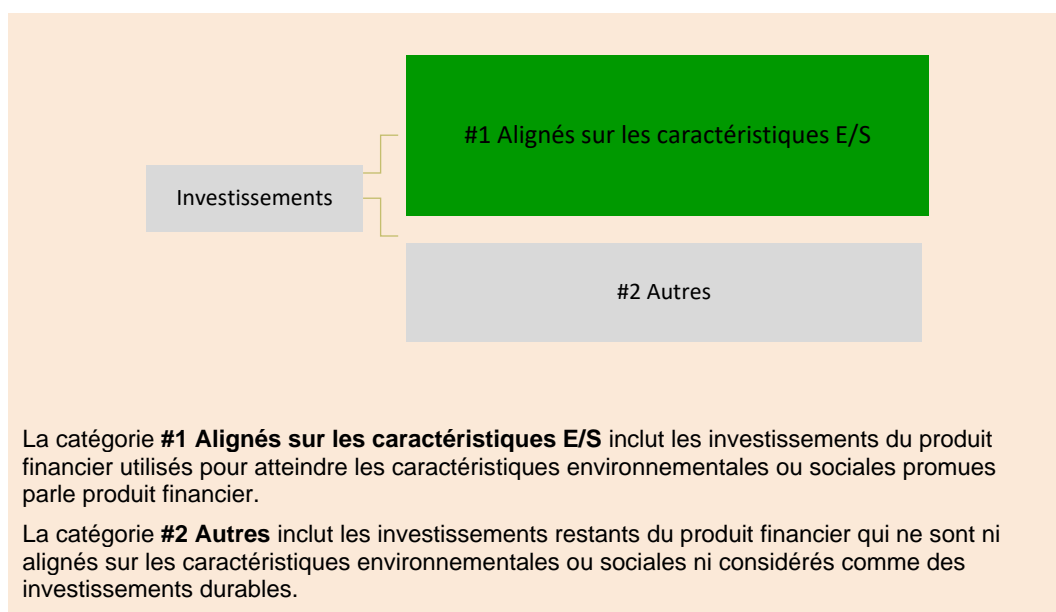 #1 Alignés sur les caractéristiques E/S
Investissements
#2 Autres
La catégorie #1 Alignés sur les caractéristiques E/S inclut les investissements du produit
financier utilisés pour atteindre les caractéristiques environnementales ou sociales promues
parle produit financier.
La catégorie #2 Autres inclut les investissements restants du produit financier qui ne sont ni
alignés sur les caractéristiques environnementales ou sociales ni considérés comme des
investissements durables.